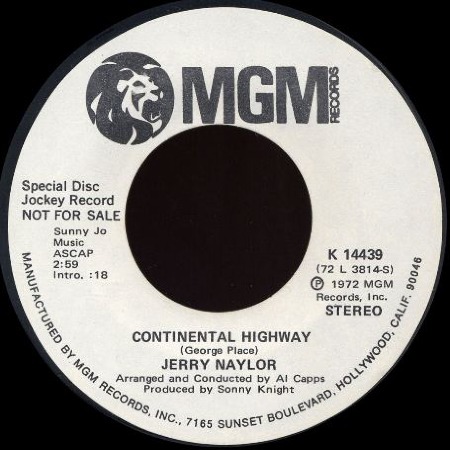 MGM
RECORDS
Special Disc
Jockey Record
NOT FOR SALE
Sunny Jo
Music
ASCAP
2:59
Intro. :18
K 14439
(72 L 3814-S)
Ⓟ 1972 MGM
Records, Inc.
STEREO
CONTINENTAL HIGHWAY
(George Place)
JERRY NAYLOR
Arranged and Conducted by Al Capps
Produced by Sonny Knight
MANUFACTURED BY MGM RECORDS, INC., 7165 SUNSET BOULEVARD, HOLLYWOOD, CALIF. 90046